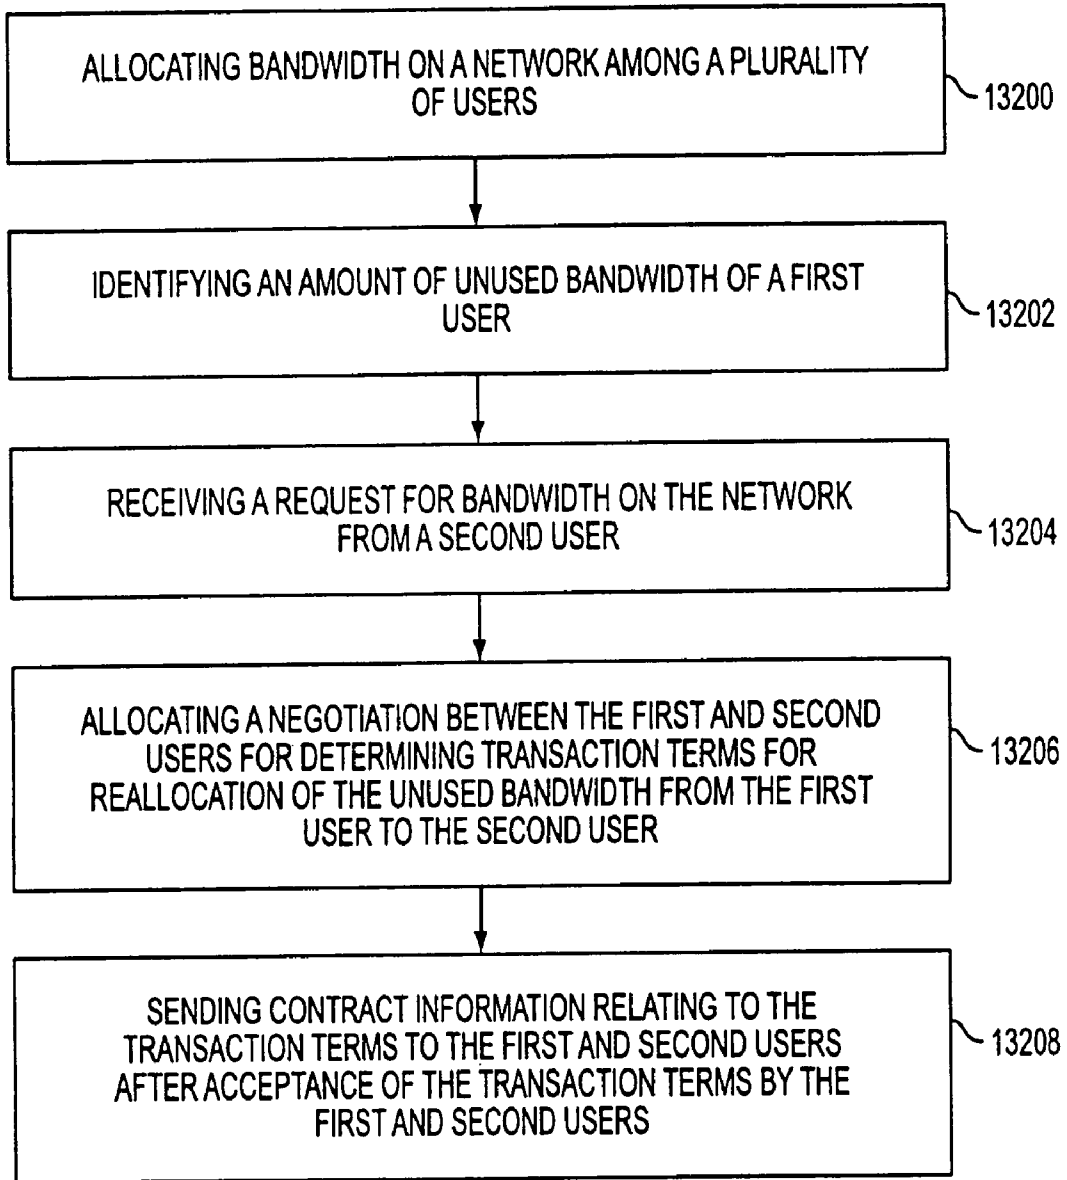 ALLOCATING BANDWIDTH ON A NETWORK AMONG A PLURALITY
OF USERS
13200
IDENTIFYING AN AMOUNT OF UNUSED BANDWIDTH OF A FIRST
USER
13202
RECEIVING A REQUEST FOR BANDWIDTH ON THE NETWORK
FROM A SECOND USER
13204
ALLOCATING A NEGOTIATION BETWEEN THE FIRST AND SECOND
USERS FOR DETERMINING TRANSACTION TERMS FOR
REALLOCATION OF THE UNUSED BANDWIDTH FROM THE FIRST
USER TO THE SECOND USER
13206
SENDING CONTRACT INFORMATION RELATING TO THE
TRANSACTION TERMS TO THE FIRST AND SECOND USERS
AFTER ACCEPTANCE OF THE TRANSACTION TERMS BY THE
FIRST AND SECOND USERS
13208